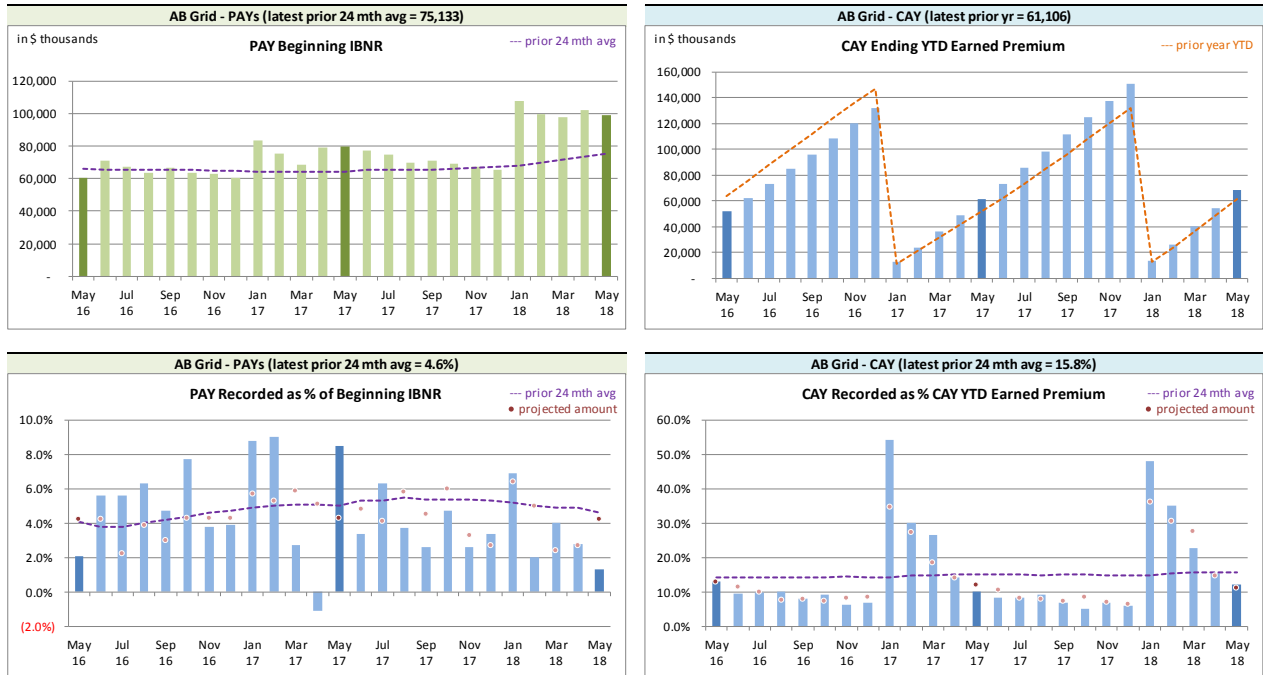 AB Grid - PAYs (latest prior 24 mth avg = 75,133)
in $ thousands
PAY Beginning IBNR
--- prior 24 mth avg
120,000
100,000
80,000
60,000
40,000
20,000
-
May Jul Sep Nov Jan Mar May Jul Sep Nov Jan Mar May
16 16 16 16 17 17 17 17 17 17 18 18 18
AB Grid - CAY (latest prior yr = 61,106)
in $ thousands
CAY Ending YTD Earned Premium
--- prior year YTD
160,000
140,000
120,000
100,000
80,000
60,000
40,000
20,000
-
May Jul Sep Nov Jan Mar May Jul Sep Nov Jan Mar May
16 16 16 16 17 17 17 17 17 17 18 18 18
AB Grid - PAYs (latest prior 24 mth avg = 4.6%)
PAY Recorded as % of Beginning IBNR
--- prior 24 mth avg
● projected amount
10.0%
8.0%
6.0%
4.0%
2.0%
0.0%
(2.0%)
May Jul Sep Nov Jan Mar May Jul Sep Nov Jan Mar May
16 16 16 16 17 17 17 17 17 17 18 18 18
AB Grid - CAY (latest prior 24 mth avg = 15.8%)
CAY Recorded as % CAY YTD Earned Premium
--- prior 24 mth avg
● projected amount
60.0%
50.0%
40.0%
30.0%
20.0%
10.0%
0.0%
May Jul Sep Nov Jan Mar May Jul Sep Nov Jan Mar May
16 16 16 16 17 17 17 17 17 17 18 18 18